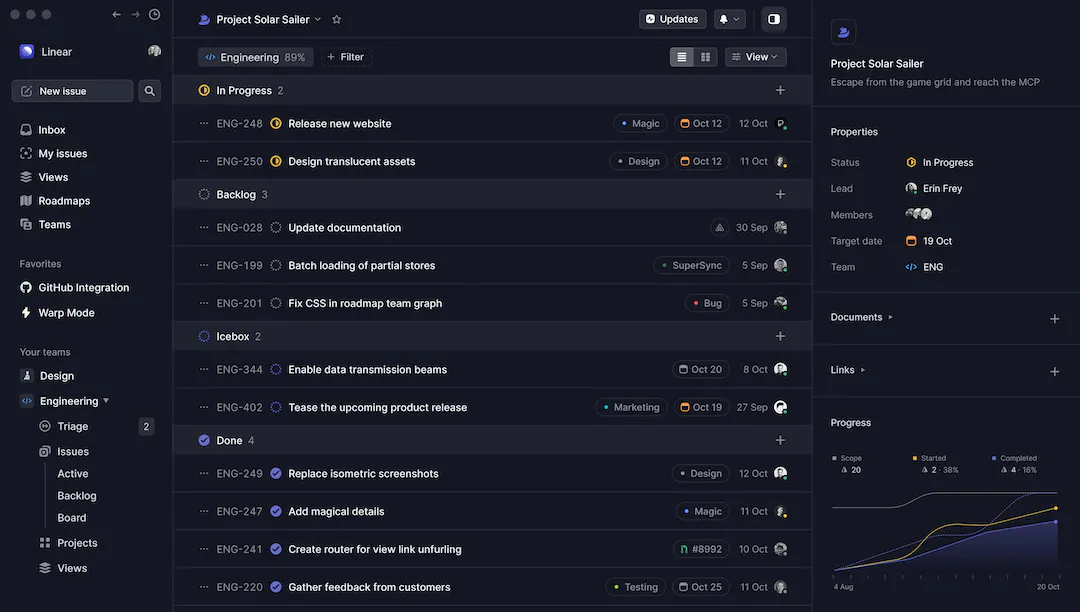 Linear
New issue
Inbox
My issues
Views
Roadmaps
Teams
Favorites
GitHub Integration
Warp Mode
Your teams
Design
Engineering
Triage 2
Issues
Active
Backlog
Board
Projects
Views
Project Solar Sailer
Updates
Engineering 89%
Filter
View
In Progress 2
ENG-248 Release new website Magic Oct 12 12 Oct
ENG-250 Design translucent assets Design Oct 12 11 Oct
Backlog 3
ENG-028 Update documentation 30 Sep
ENG-199 Batch loading of partial stores SuperSync 5 Sep
ENG-201 Fix CSS in roadmap team graph Bug 5 Sep
Icebox 2
ENG-344 Enable data transmission beams Oct 20 8 Oct
ENG-402 Tease the upcoming product release Marketing Oct 19 27 Sep
Done 4
ENG-249 Replace isometric screenshots Design 12 Oct
ENG-247 Add magical details Magic 11 Oct
ENG-241 Create router for view link unfurling #8992 10 Oct
ENG-220 Gather feedback from customers Testing Oct 25 11 Oct
Project Solar Sailer
Escape from the game grid and reach the MCP
Properties
Status In Progress
Lead Erin Frey
Members
Target date 19 Oct
Team ENG
Documents
Links
Progress
Scope Started Completed
20 2 · 38% 4 · 16%
4 Aug 20 Oct